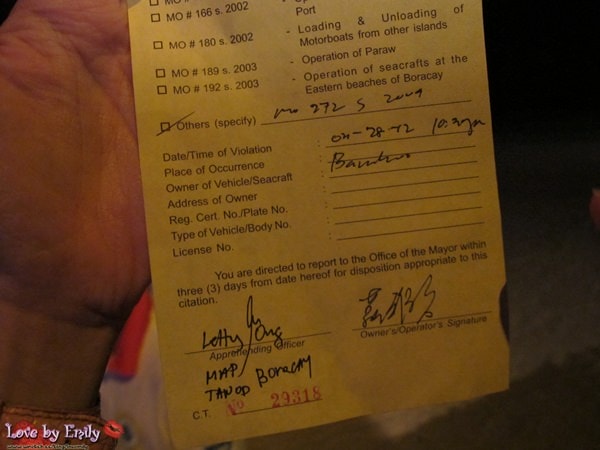 MO # 166 s. 2002
Port
MO # 180 s. 2002
- Loading & Unloading of
Motorboats from other islands
- Operation of Paraw
MO # 189 s. 2003
MO # 192 s. 2003
- Operation of seacrafts at the
Eastern beaches of Boracay
Others (specify) mo 272 s 2009
Date/Time of Violation : 04-28-12
Place of Occurrence :
Owner of Vehicle/Seacraft :
Address of Owner :
Reg. Cert. No./Plate No. :
Type of Vehicle/Body No. :
License No. :
You are directed to report to the Office of the Mayor within
three (3) days from date hereof for disposition appropriate to this
citation.
Letty Ong
Apprehending Officer
Owner's/Operator's Signature
MAP
TANOD BORACAY
C.T. No 29318
Love by Emily